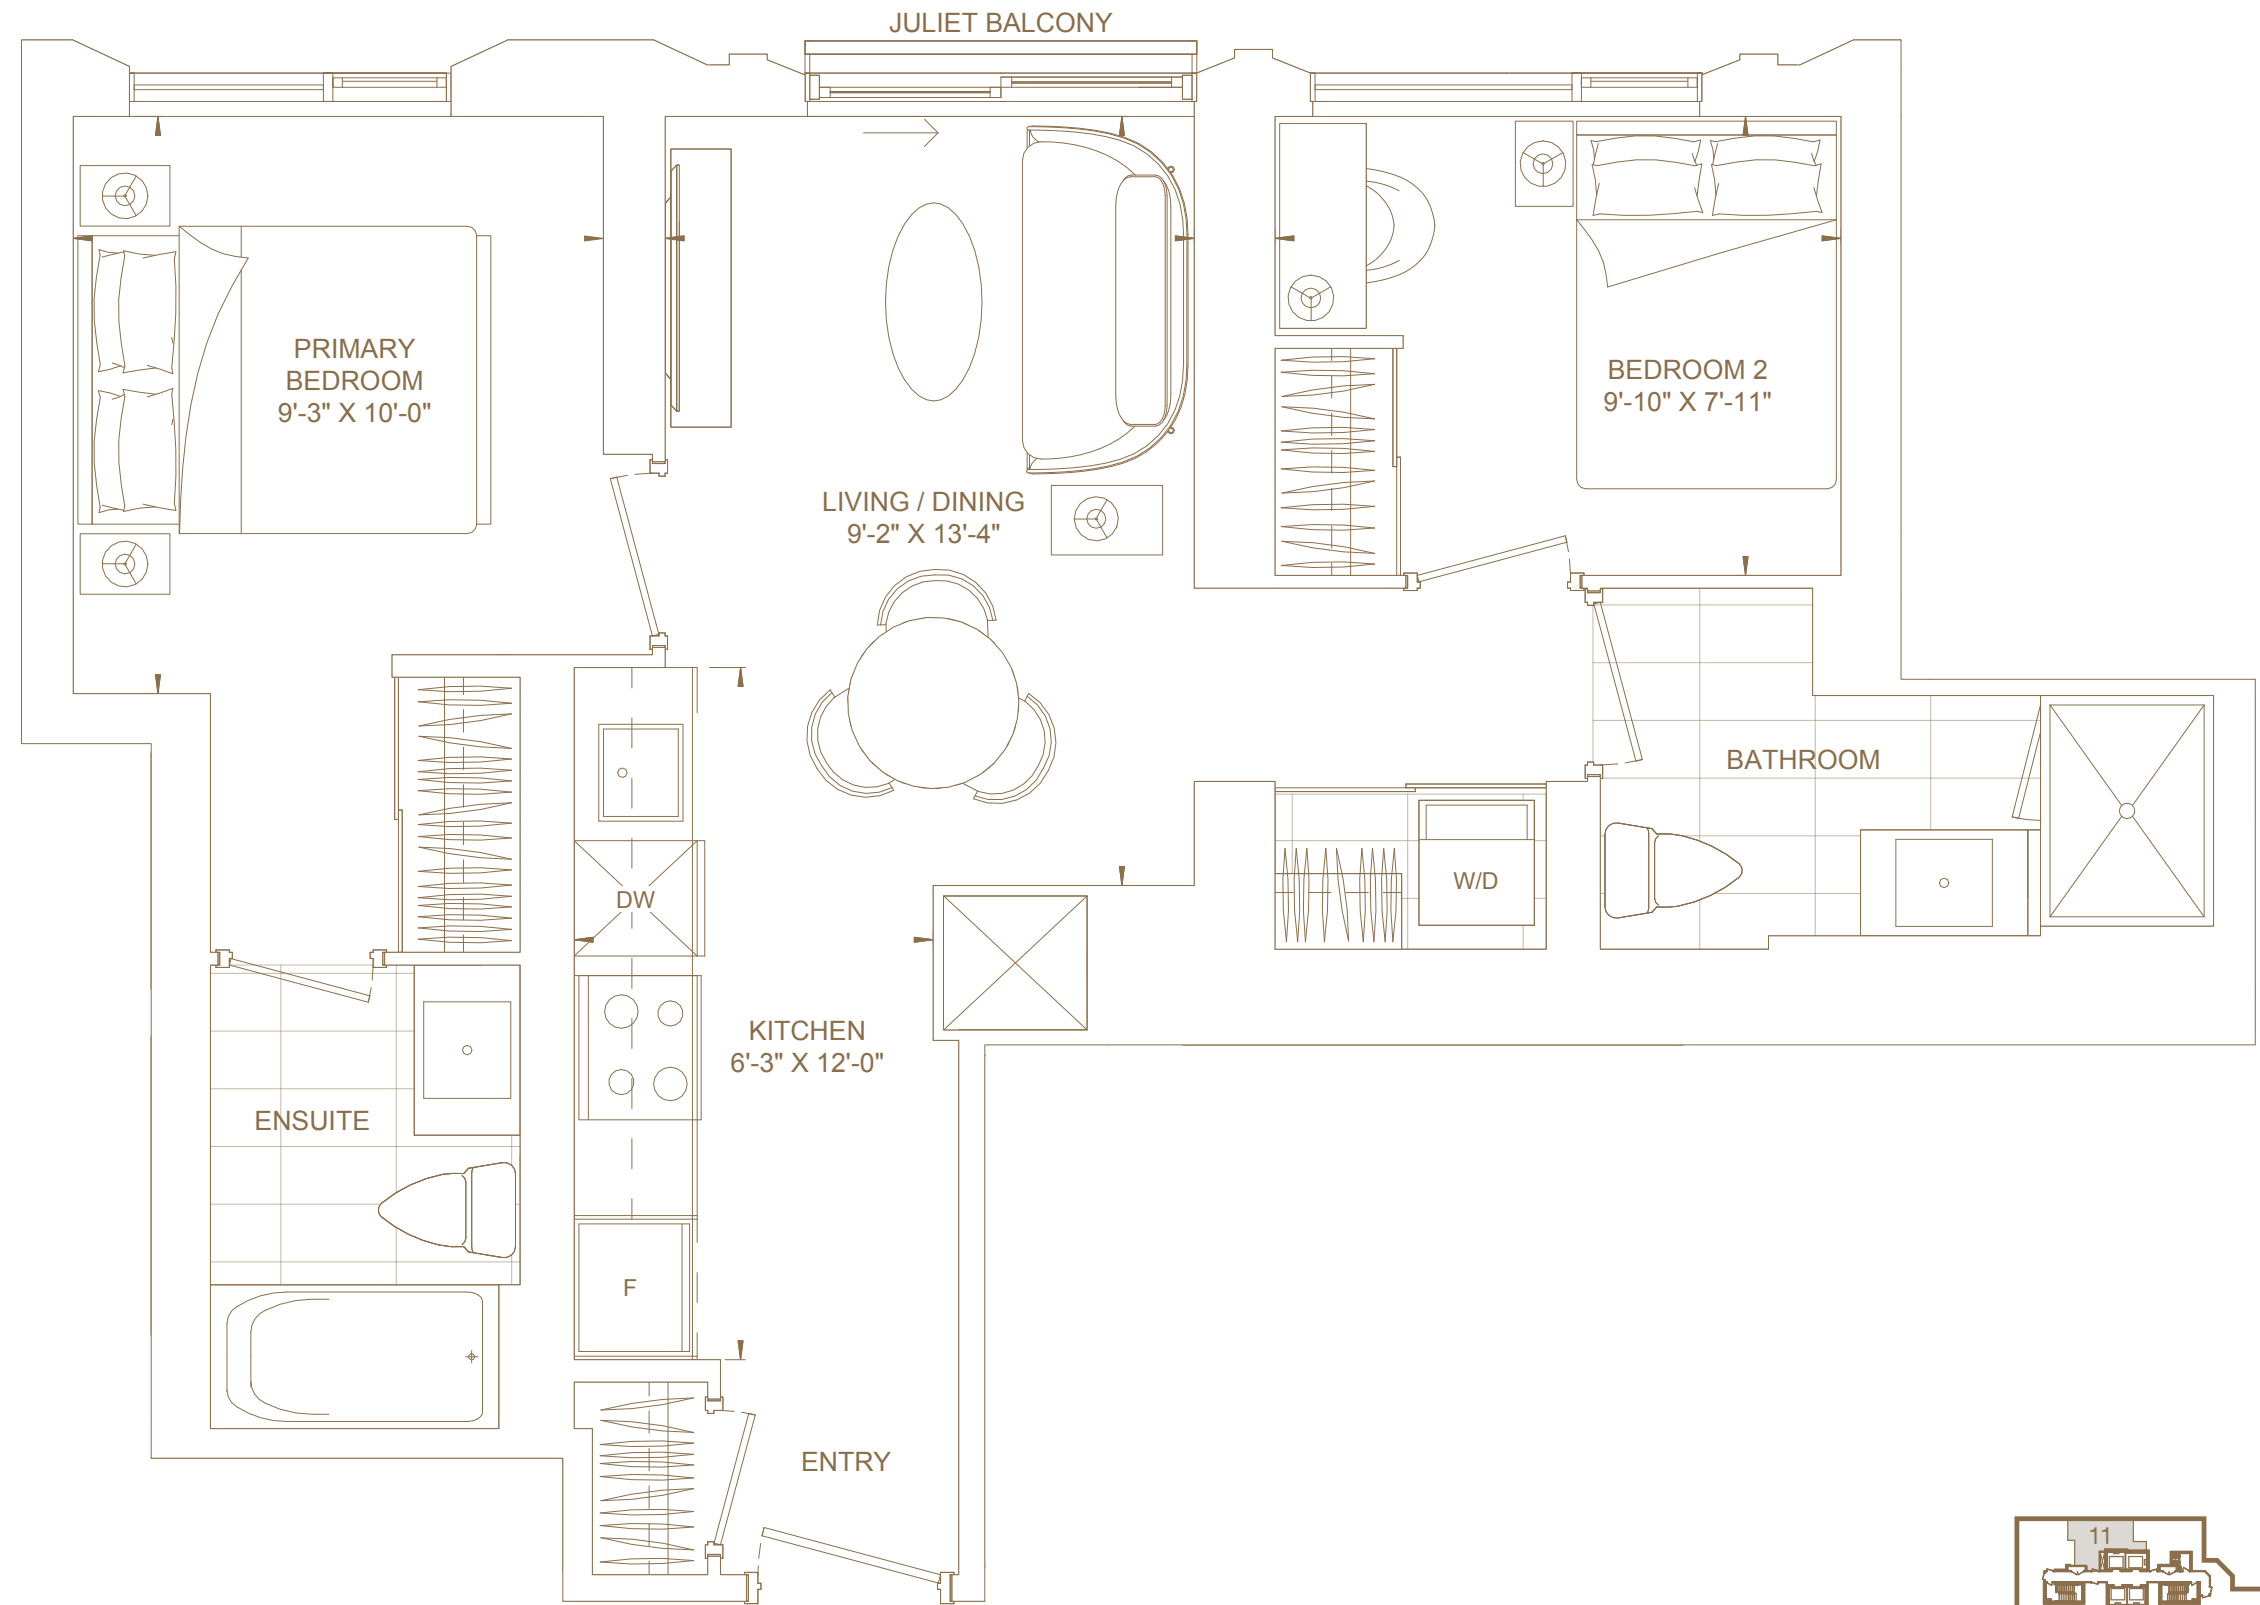 JULIET BALCONY
PRIMARY
BEDROOM
9'-3" X 10'-0"
LIVING / DINING
9'-2" X 13'-4"
BEDROOM 2
9'-10" X 7'-11"
BATHROOM
W/D
DW
KITCHEN
6'-3" X 12'-0"
ENSUITE
F
ENTRY
11